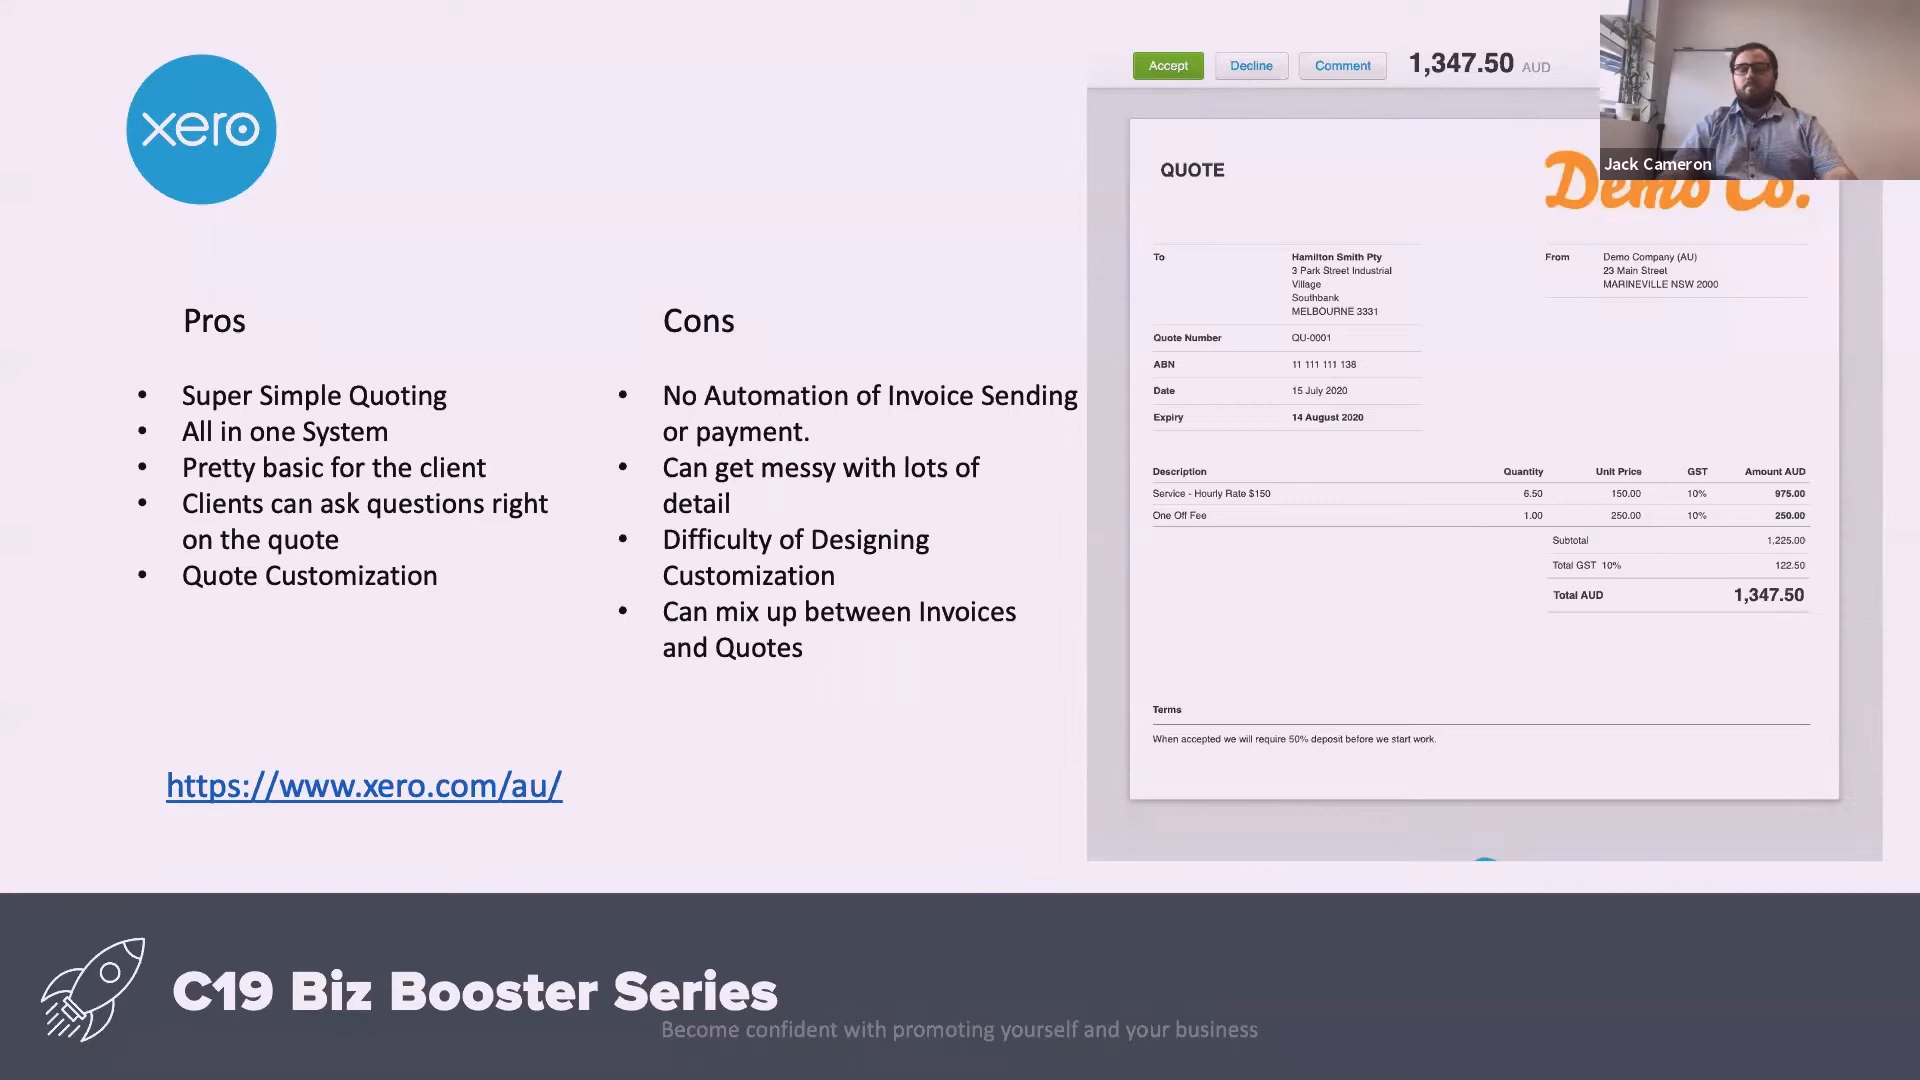 xero
Pros
• Super Simple Quoting
• All in one System
• Pretty basic for the client
• Clients can ask questions right
on the quote
• Quote Customization
Cons
• No Automation of Invoice Sending
or payment.
• Can get messy with lots of
detail
• Difficulty of Designing
Customization
• Can mix up between Invoices
and Quotes
https://www.xero.com/au/
Accept Decline Comment 1,347.50 AUD
Jack Cameron
QUOTE
Demo Co.
To Hamilton Smith Pty
3 Park Street Industrial
Village
Southbank
MELBOURNE 3331
From Demo Company (AU)
23 Main Street
MARINEVILLE NSW 2000
Quote Number QU-0001
ABN 11 111 111 138
Date 15 July 2020
Expiry 14 August 2020
Description Quantity Unit Price GST Amount AUD
Service - Hourly Rate $150 6.50 150.00 10% 975.00
One Off Fee 1.00 250.00 10% 250.00
Subtotal 1,225.00
Total GST 10% 122.50
Total AUD 1,347.50
Terms
When accepted we will require 50% deposit before we start work.
C19 Biz Booster Series
Become confident with promoting yourself and your business